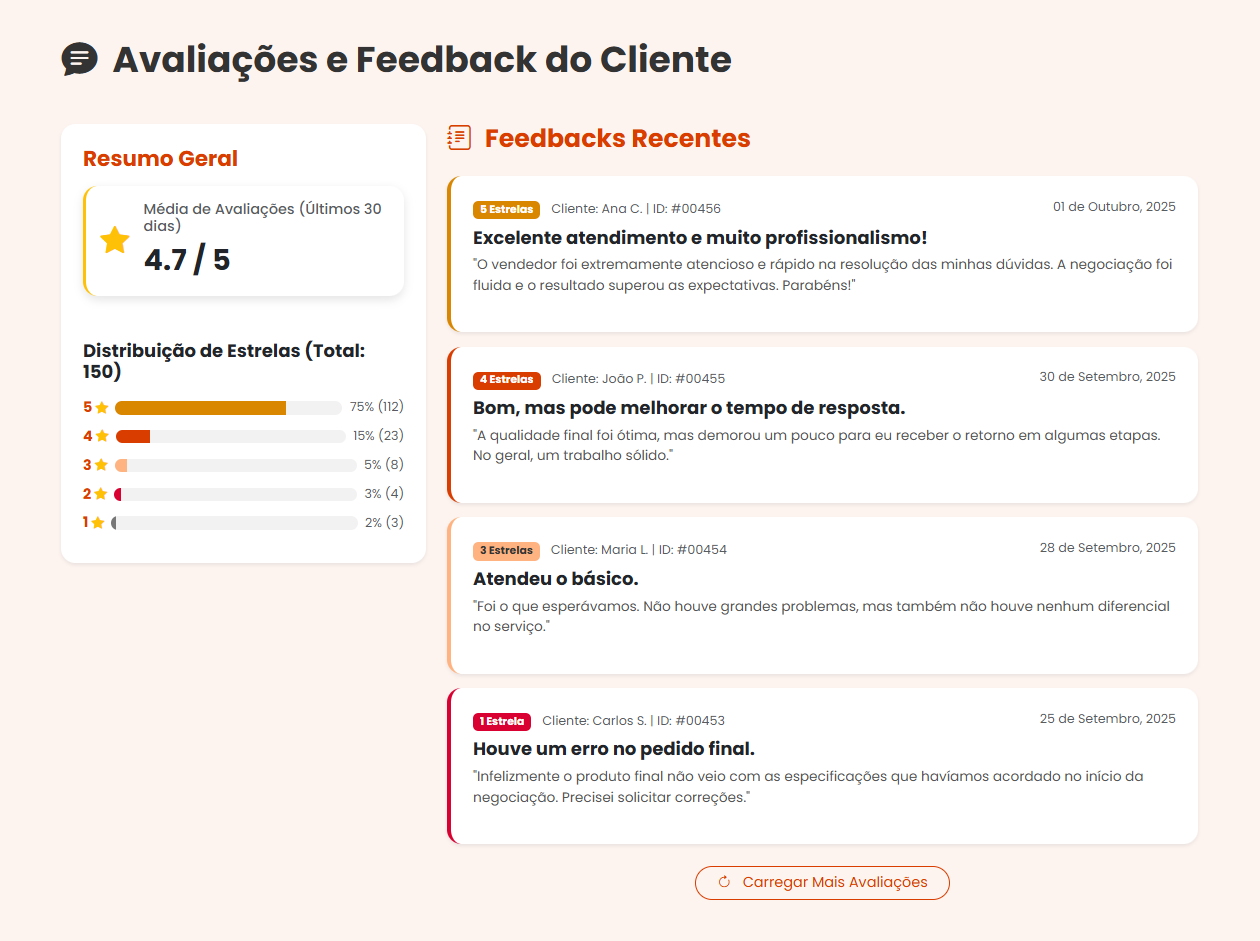 Avaliações e Feedback do Cliente
Resumo Geral
Média de Avaliações (Últimos 30
dias)
4.7 / 5
Distribuição de Estrelas (Total:
150)
5 75% (112)
4 15% (23)
3 5% (8)
2 3% (4)
1 2% (3)
Feedbacks Recentes
5 Estrelas Cliente: Ana C. | ID: #00456 01 de Outubro, 2025
Excelente atendimento e muito profissionalismo!
"O vendedor foi extremamente atencioso e rápido na resolução das minhas dúvidas. A negociação foi
fluida e o resultado superou as expectativas. Parabéns!"
4 Estrelas Cliente: João P. | ID: #00455 30 de Setembro, 2025
Bom, mas pode melhorar o tempo de resposta.
"A qualidade final foi ótima, mas demorou um pouco para eu receber o retorno em algumas etapas.
No geral, um trabalho sólido."
3 Estrelas Cliente: Maria L. | ID: #00454 28 de Setembro, 2025
Atendeu o básico.
"Foi o que esperávamos. Não houve grandes problemas, mas também não houve nenhum diferencial
no serviço."
1 Estrela Cliente: Carlos S. | ID: #00453 25 de Setembro, 2025
Houve um erro no pedido final.
"Infelizmente o produto final não veio com as especificações que havíamos acordado no início da
negociação. Precisei solicitar correções."
Carregar Mais Avaliações